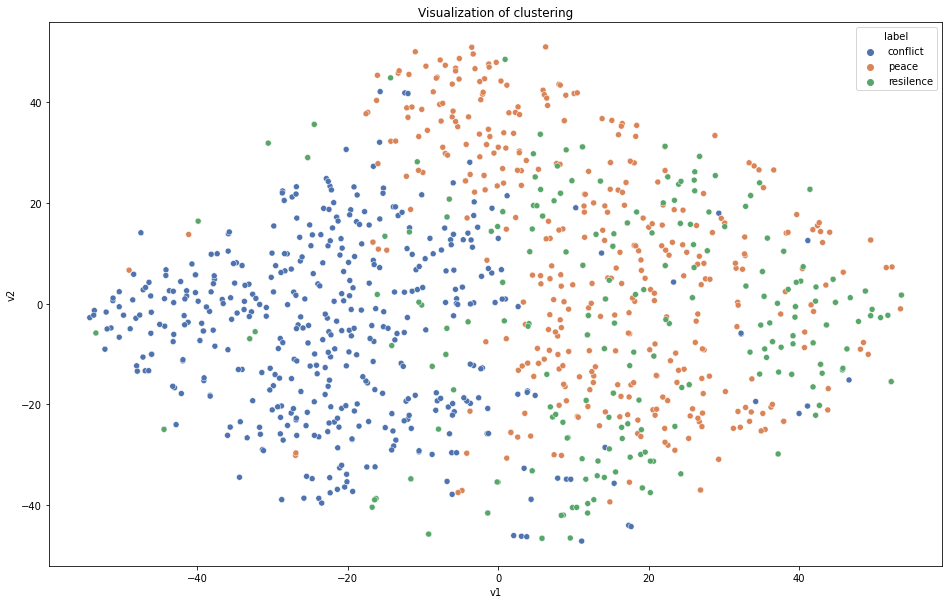 Visualization of clustering
label
conflict
peace
resilence
v2
40
20
0
−20
−40
−40
−20
0
20
40
v1